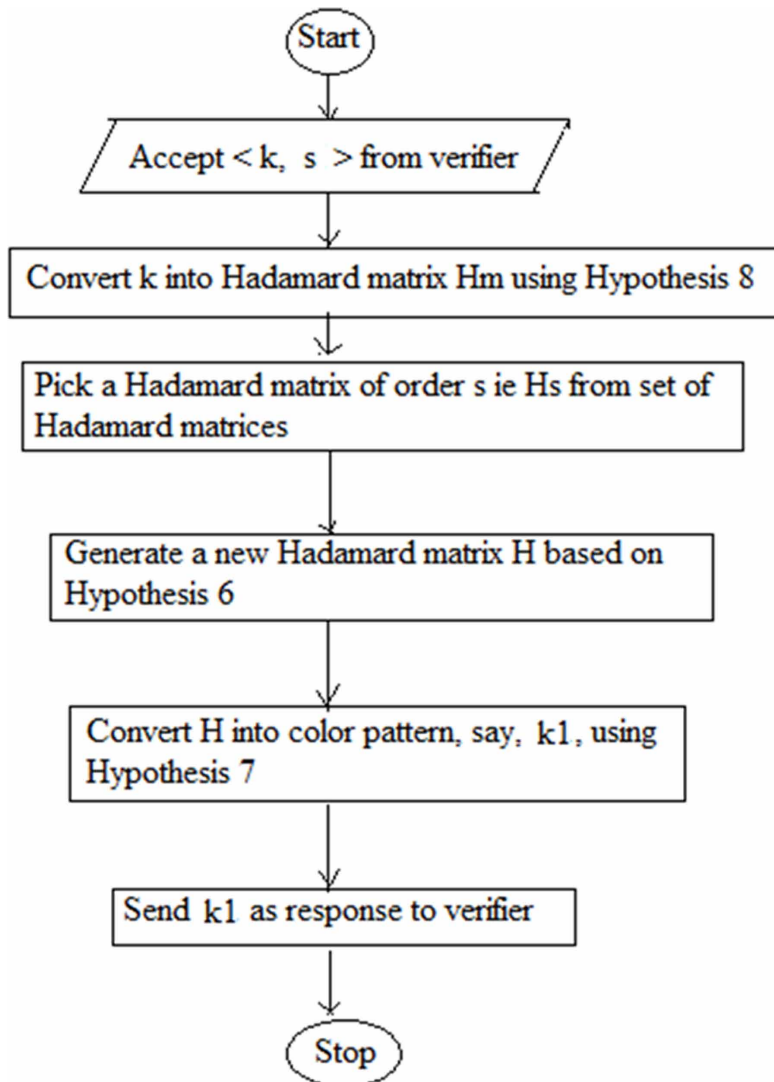 Start
Accept < k, s > from verifier
Convert k into Hadamard matrix Hm using Hypothesis 8
Pick a Hadamard matrix of order s ie Hs from set of
Hadamard matrices
Generate a new Hadamard matrix H based on
Hypothesis 6
Convert H into color pattern, say, k1, using
Hypothesis 7
Send k1 as response to verifier
Stop